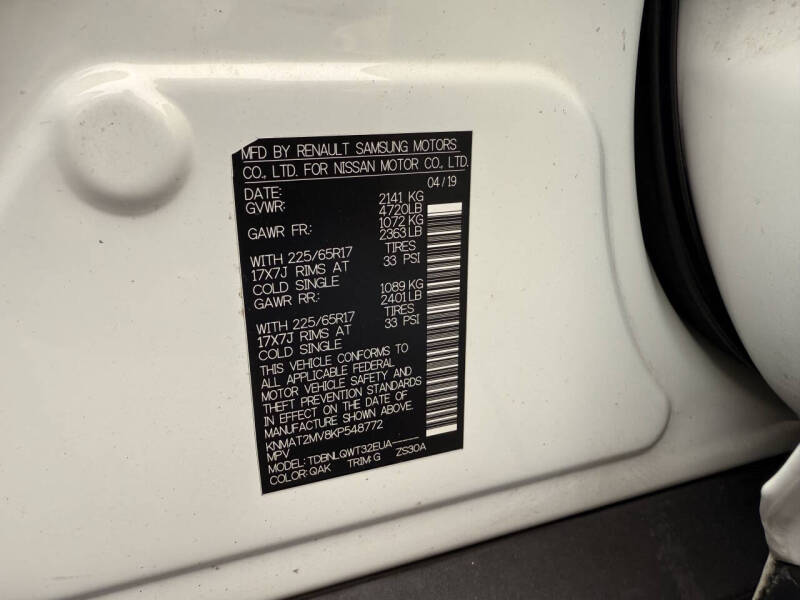 MFD BY RENAULT SAMSUNG MOTORS
CO., LTD. FOR NISSAN MOTOR CO., LTD.
DATE: 04/19
GVWR: 2141 KG
4720LB
GAWR FR: 1072 KG
2363LB
WITH 225/65R17 TIRES
17X7J RIMS AT 33 PSI
COLD SINGLE
GAWR RR: 1089 KG
2401LB
WITH 225/65R17 TIRES
17X7J RIMS AT 33 PSI
COLD SINGLE
THIS VEHICLE CONFORMS TO
ALL APPLICABLE FEDERAL
MOTOR VEHICLE SAFETY AND
THEFT PREVENTION STANDARDS
IN EFFECT ON THE DATE OF
MANUFACTURE SHOWN ABOVE.
KNMAT2MV8KP548772
MPV
MODEL: TDBNLQWT32EUA-----
COLOR: QAK TRIM:G ZS30A